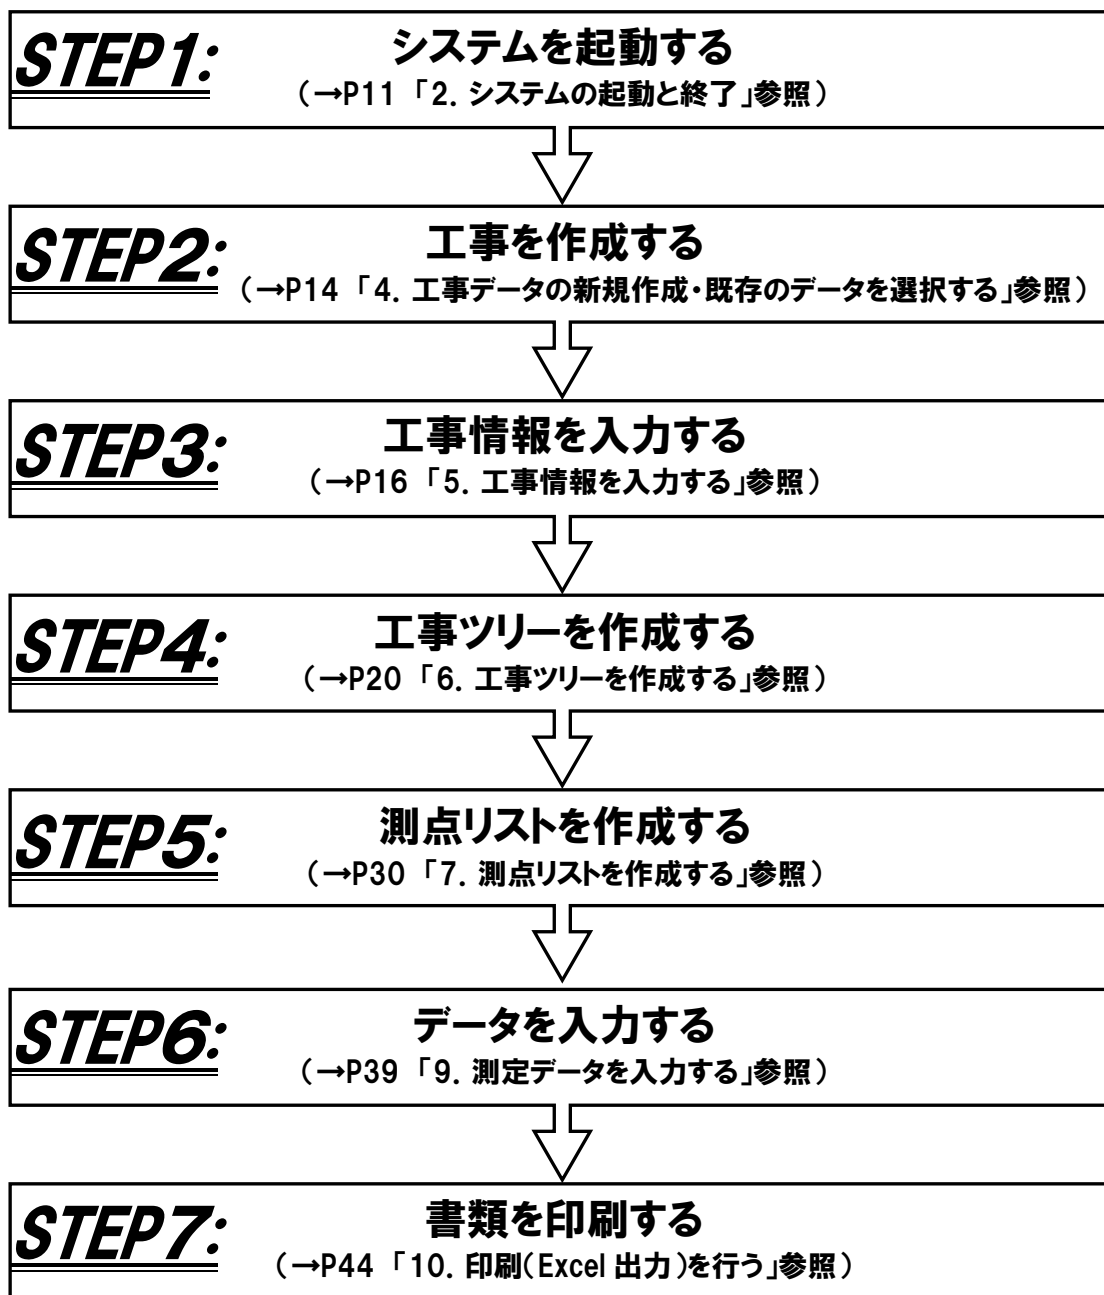 STEP1: システムを起動する
(→P11 「2. システムの起動と終了」参照)
STEP2: 工事を作成する
(→P14 「4. 工事データの新規作成・既存のデータを選択する」参照)
STEP3: 工事情報を入力する
(→P16 「5. 工事情報を入力する」参照)
STEP4: 工事ツリーを作成する
(→P20 「6. 工事ツリーを作成する」参照)
STEP5: 測点リストを作成する
(→P30 「7. 測点リストを作成する」参照)
STEP6: データを入力する
(→P39 「9. 測定データを入力する」参照)
STEP7: 書類を印刷する
(→P44 「10. 印刷(Excel 出力)を行う」参照)